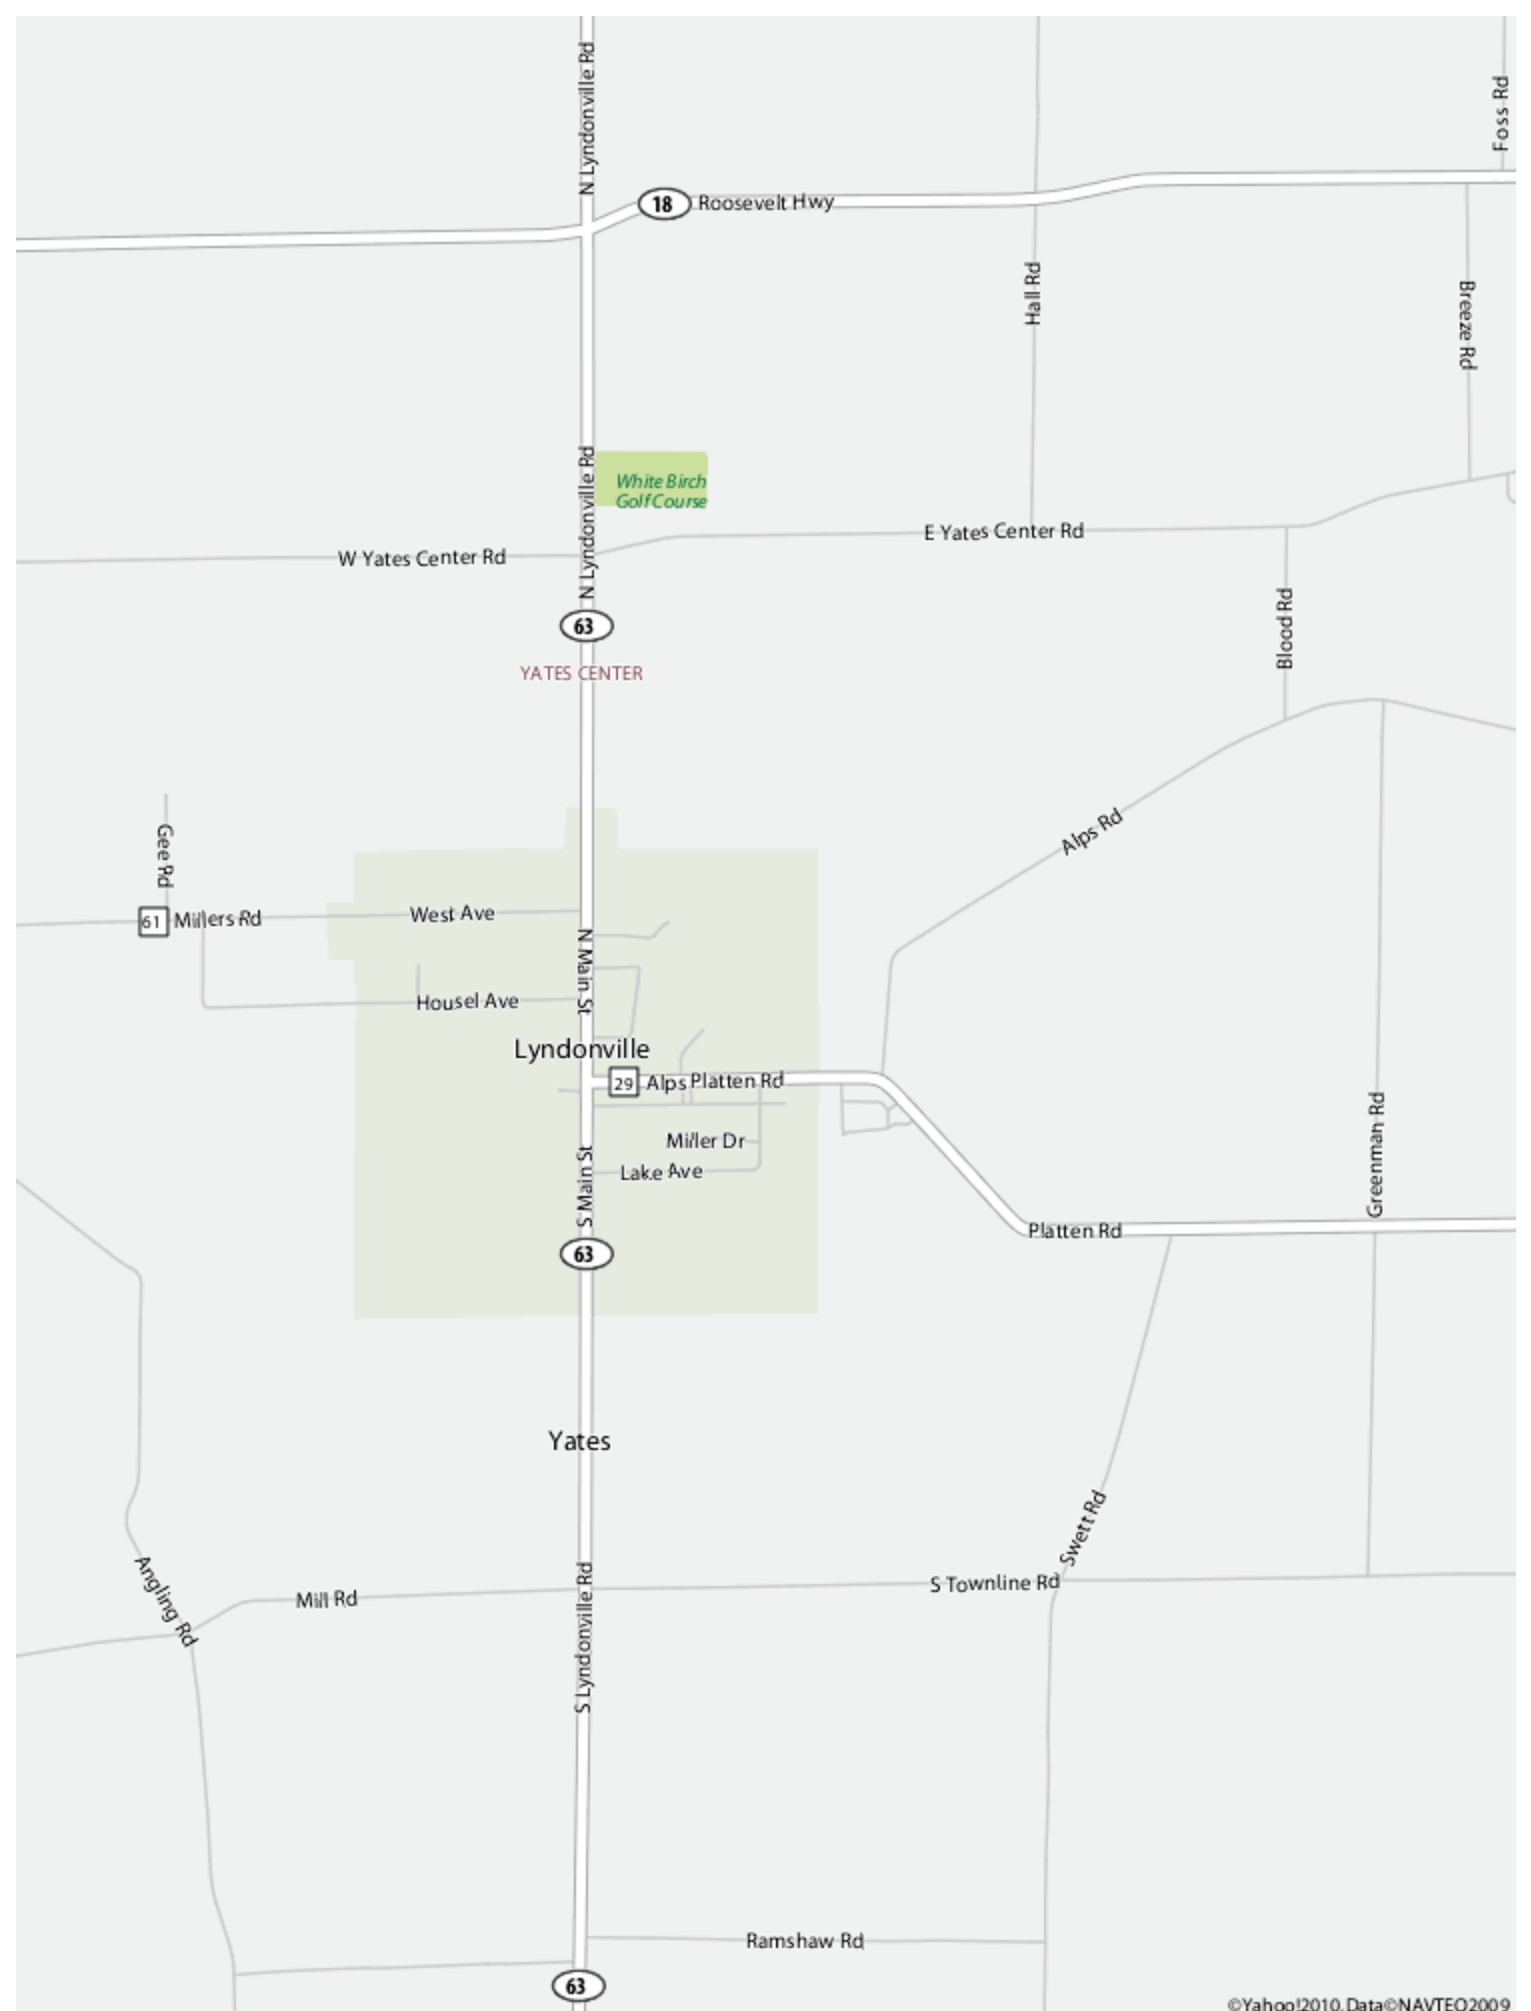 N Lyndonville Rd
Foss Rd
18
Roosevelt Hwy
Hall Rd
Breeze Rd
N Lyndonville Rd
White Birch
Golf Course
E Yates Center Rd
W Yates Center Rd
63
Blood Rd
YATES CENTER
Alps Rd
Gee Rd
61
Millers Rd
West Ave
N Main St
Housel Ave
Lyndonville
29
Alps Platten Rd
Miller Dr
Lake Ave
S Main St
Greenman Rd
Platten Rd
63
Yates
Swett Rd
Angling Rd
Mill Rd
S Townline Rd
S Lyndonville Rd
Ramshaw Rd
63
©Yahoo!2010, Data©NAVTEQ2009